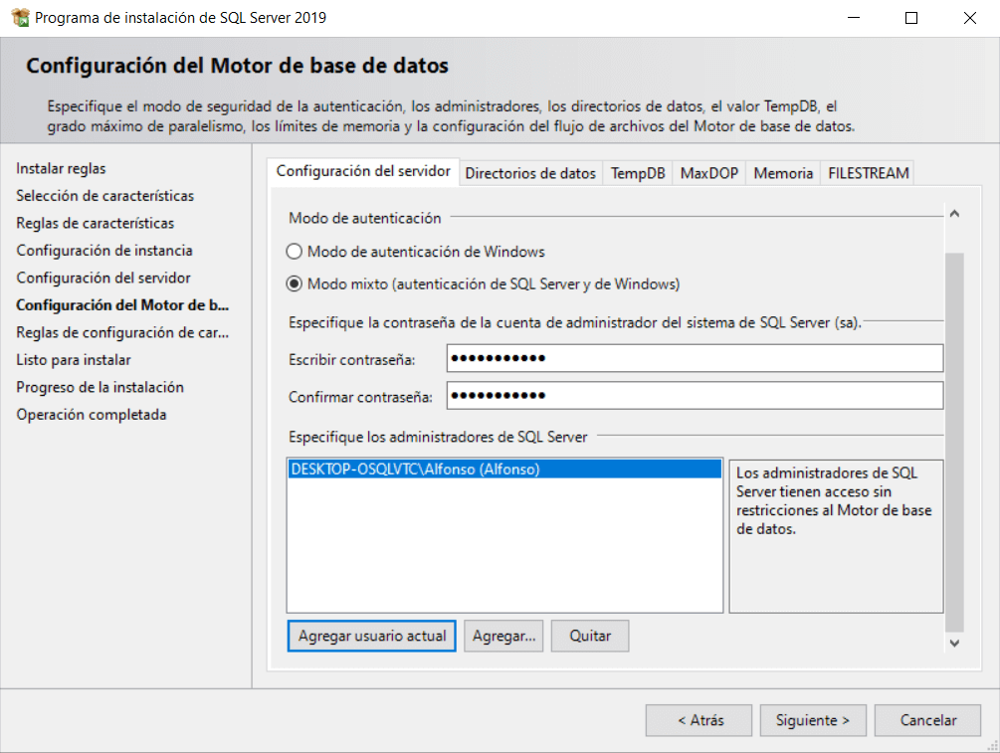 Programa de instalación de SQL Server 2019
Configuración del Motor de base de datos
Especifique el modo de seguridad de la autenticación, los administradores, los directorios de datos, el valor TempDB, el
grado máximo de paralelismo, los límites de memoria y la configuración del flujo de archivos del Motor de base de datos.
Instalar reglas
Selección de características
Reglas de características
Configuración de instancia
Configuración del servidor
Configuración del Motor de b...
Reglas de configuración de car...
Listo para instalar
Progreso de la instalación
Operación completada
Configuración del servidor
Directorios de datos
TempDB
MaxDOP
Memoria
FILESTREAM
Modo de autenticación
Modo de autenticación de Windows
Modo mixto (autenticación de SQL Server y de Windows)
Especifique la contraseña de la cuenta de administrador del sistema de SQL Server (sa).
Escribir contraseña:
●●●●●●●●●●●
Confirmar contraseña:
●●●●●●●●●●●
Especifique los administradores de SQL Server
DESKTOP-OSQLVTC\Alfonso (Alfonso)
Los administradores de SQL
Server tienen acceso sin
restricciones al Motor de base
de datos.
Agregar usuario actual
Agregar...
Quitar
< Atrás
Siguiente >
Cancelar